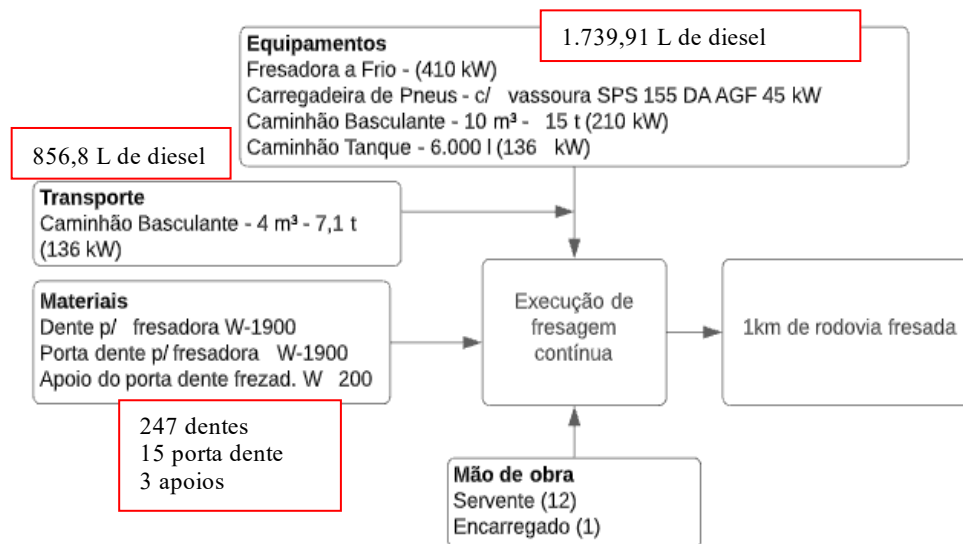 1.739,91 L de diesel
Equipamentos
Fresadora a Frio - (410 kW)
Carregadeira de Pneus - c/ vassoura SPS 155 DA AGF 45 kW
Caminhão Basculante - 10 m³ - 15 t (210 kW)
Caminhão Tanque - 6.000 l (136 kW)
856,8 L de diesel
Transporte
Caminhão Basculante - 4 m³ - 7,1 t
(136 kW)
Materiais
Dente p/ fresadora W-1900
Porta dente p/ fresadora W-1900
Apoio do porta dente frezad. W 200
247 dentes
15 porta dente
3 apoios
Execução de
fresagem
contínua
1km de rodovia fresada
Mão de obra
Servente (12)
Encarregado (1)